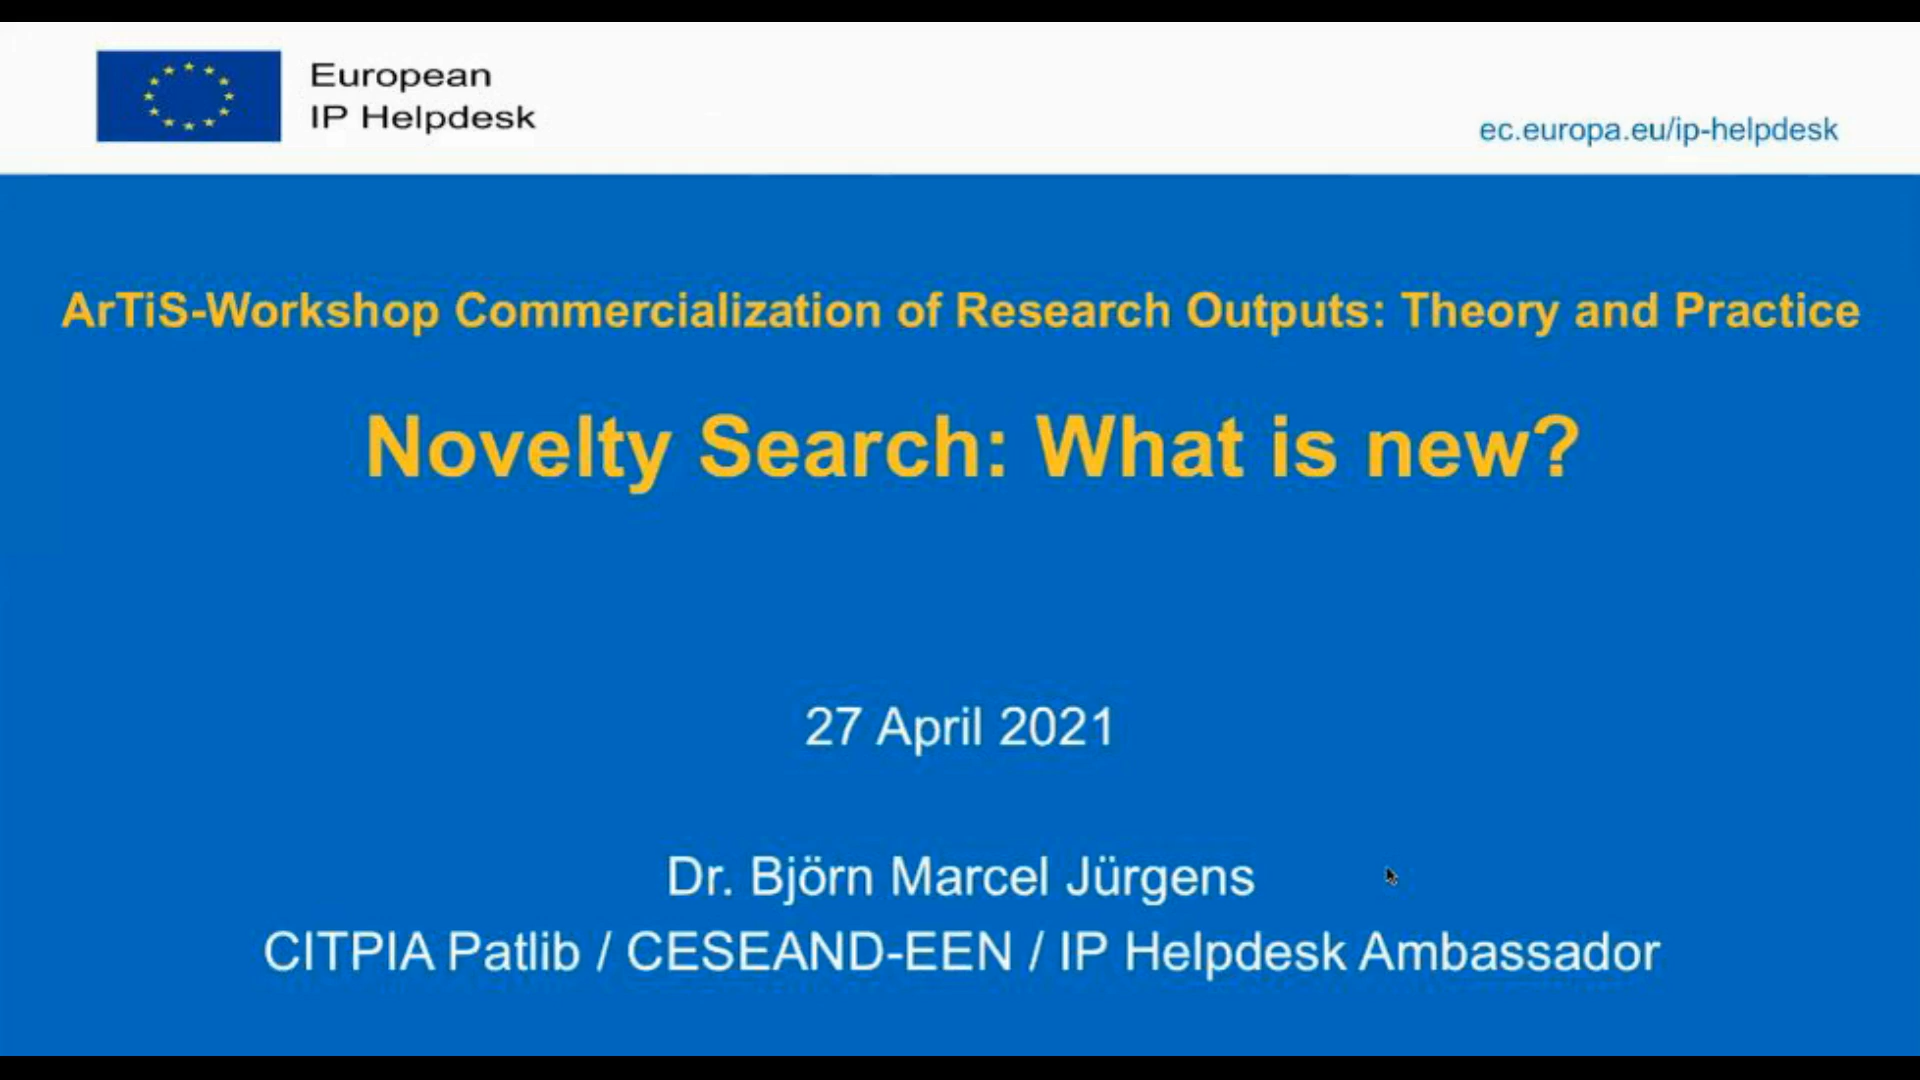 European
IP Helpdesk
ec.europa.eu/ip-helpdesk
ArTiS-Workshop Commercialization of Research Outputs: Theory and Practice
Novelty Search: What is new?
27 April 2021
Dr. Björn Marcel Jürgens
CITPIA Patlib / CESEAND-EEN / IP Helpdesk Ambassador